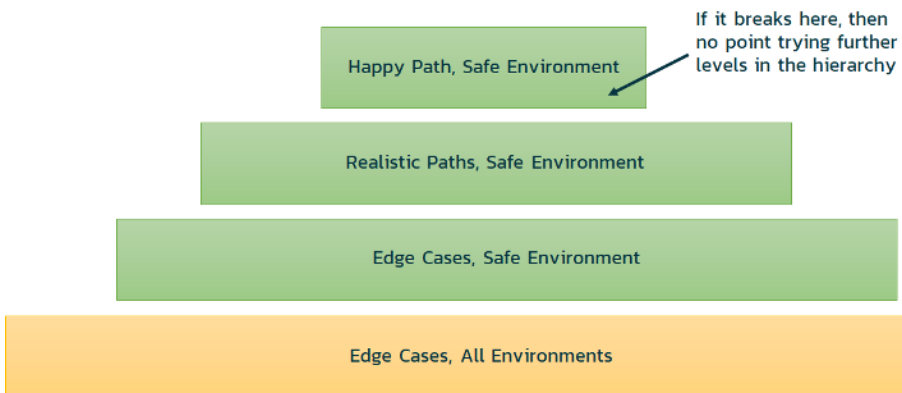 If it breaks here, then
no point trying further
levels in the hierarchy
Happy Path, Safe Environment
Realistic Paths, Safe Environment
Edge Cases, Safe Environment
Edge Cases, All Environments